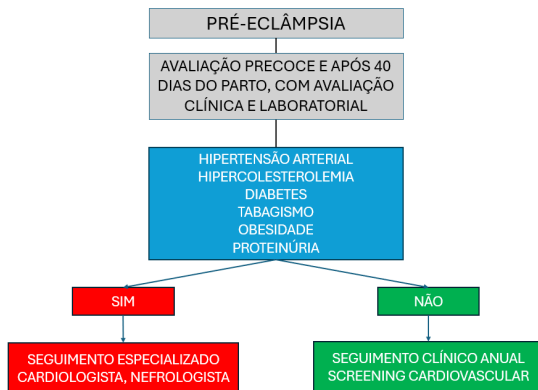 PRÉ-ECLÂMPSIA
AVALIAÇÃO PRECOCE E APÓS 40
DIAS DO PARTO, COM AVALIAÇÃO
CLÍNICA E LABORATORIAL
HIPERTENSÃO ARTERIAL
HIPERCOLESTEROLEMIA
DIABETES
TABAGISMO
OBESIDADE
PROTEINÚRIA
SIM
NÃO
SEGUIMENTO ESPECIALIZADO
CARDIOLOGISTA, NEFROLOGISTA
SEGUIMENTO CLÍNICO ANUAL
SCREENING CARDIOVASCULAR